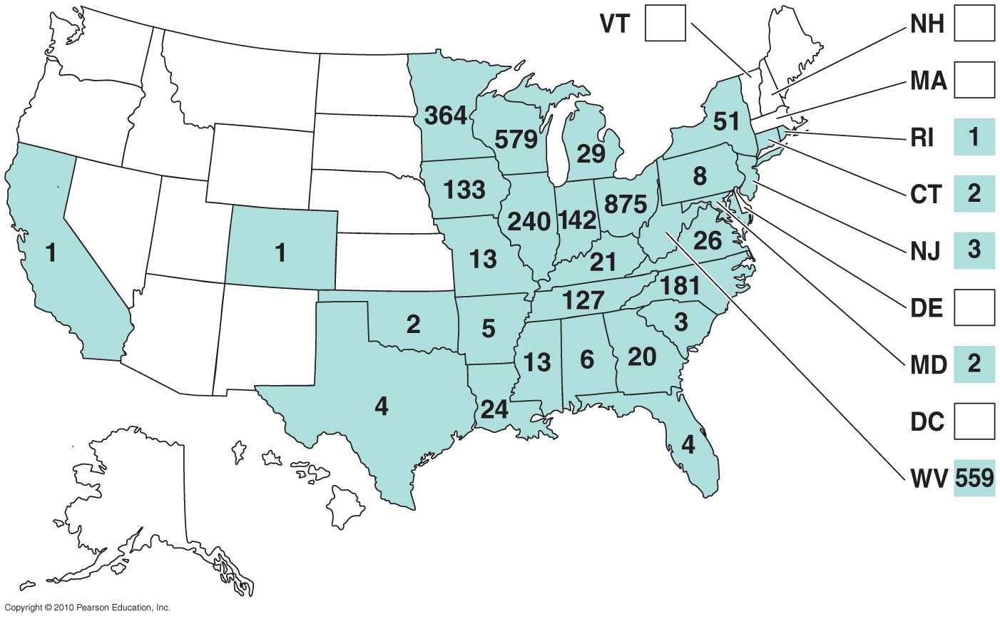 VT
NH
MA
RI 1
CT 2
NJ 3
DE
MD 2
DC
WV 559
364
579
29
51
133
240
142
875
8
1
1
13
21
26
127
181
2
5
3
13
6
20
4
24
4
Copyright © 2010 Pearson Education, Inc.